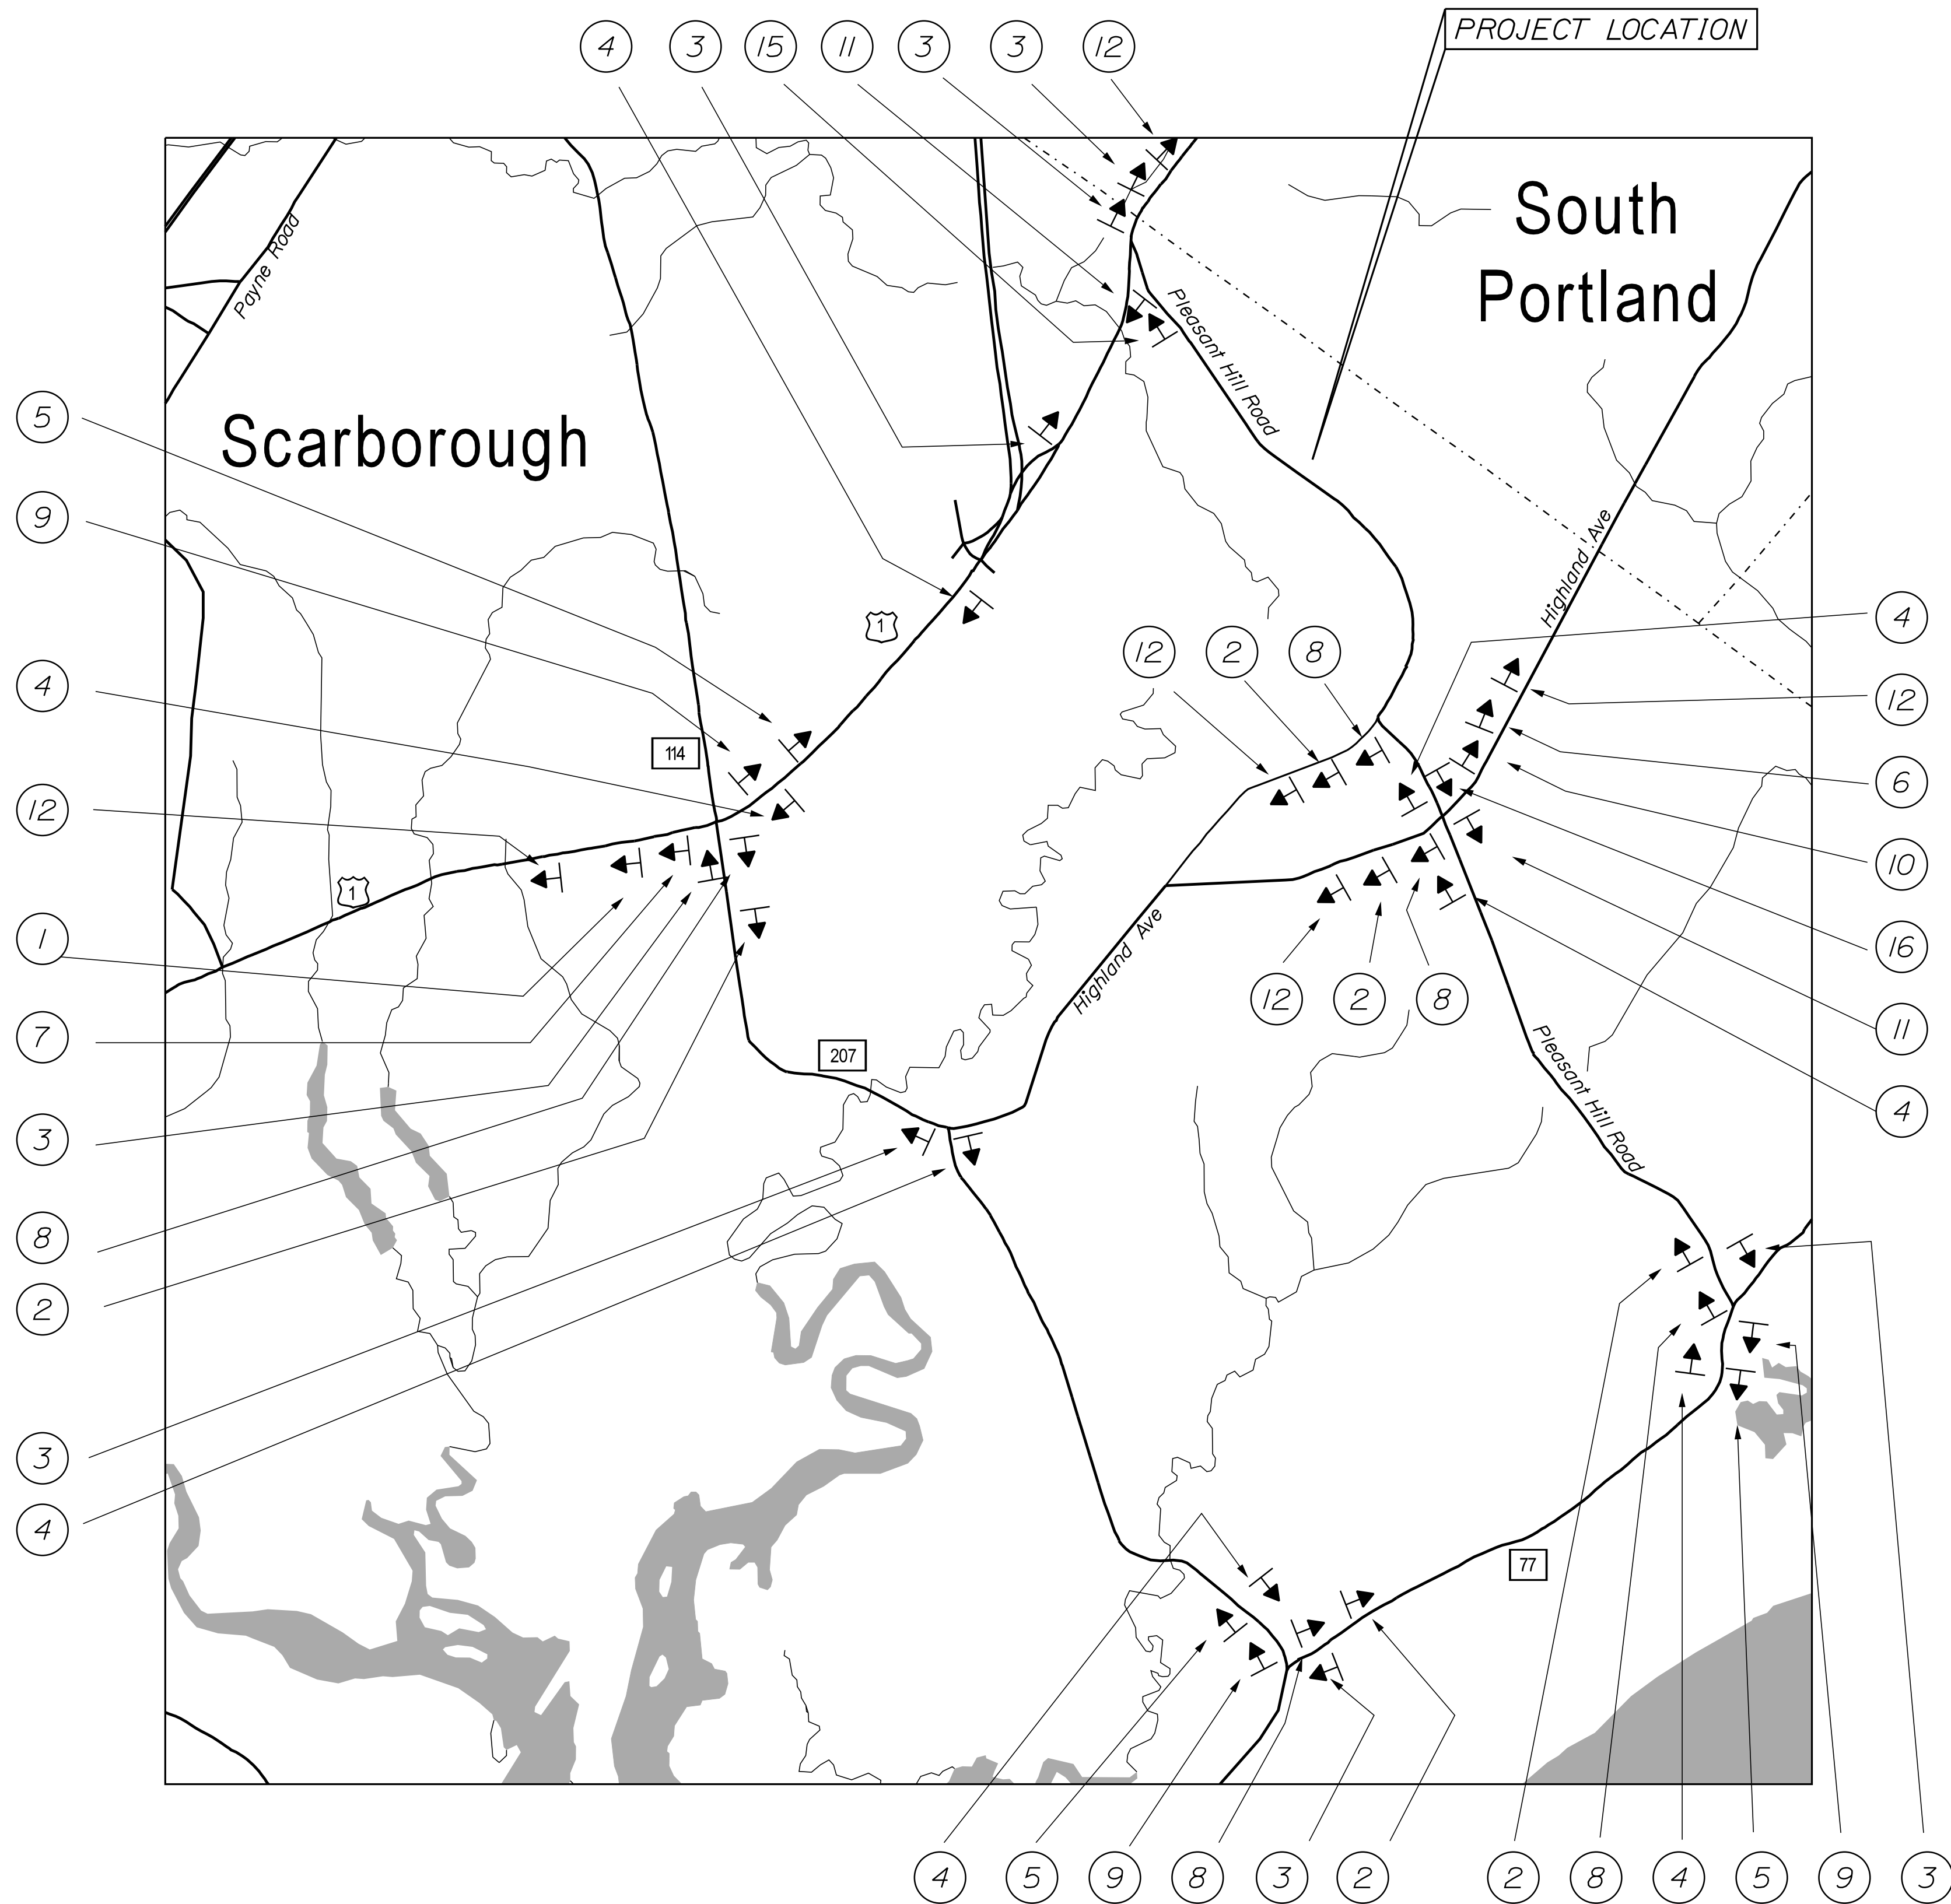 4 3 15 11 3 3 12
PROJECT LOCATION
South
Portland
Payne Road
Pleasant Hill Road
Scarborough
5
9
Highland Ave
4
1
12 2 8
4
12
114
6
12
10
1
1
16
Highland Ave
12 2 8
11
7
207
Pleasant Hill Road
4
3
8
2
3
4
77
4 5 9 8 3 2 2 8 4 5 9 3